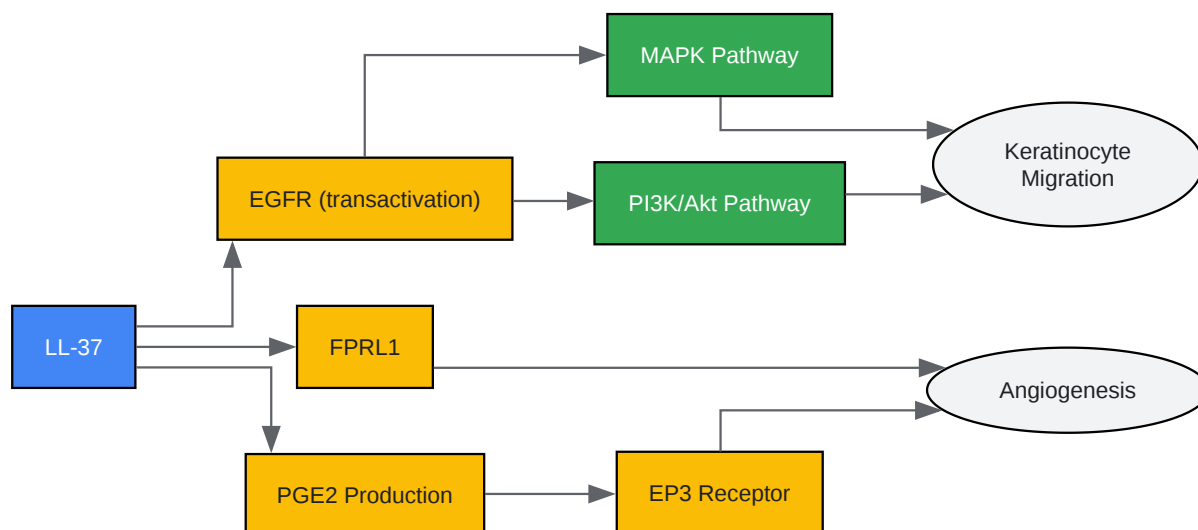 MAPK Pathway
Keratinocyte
Migration
EGFR (transactivation)
PI3K/Akt Pathway
LL-37
FPRL1
Angiogenesis
PGE2 Production
EP3 Receptor